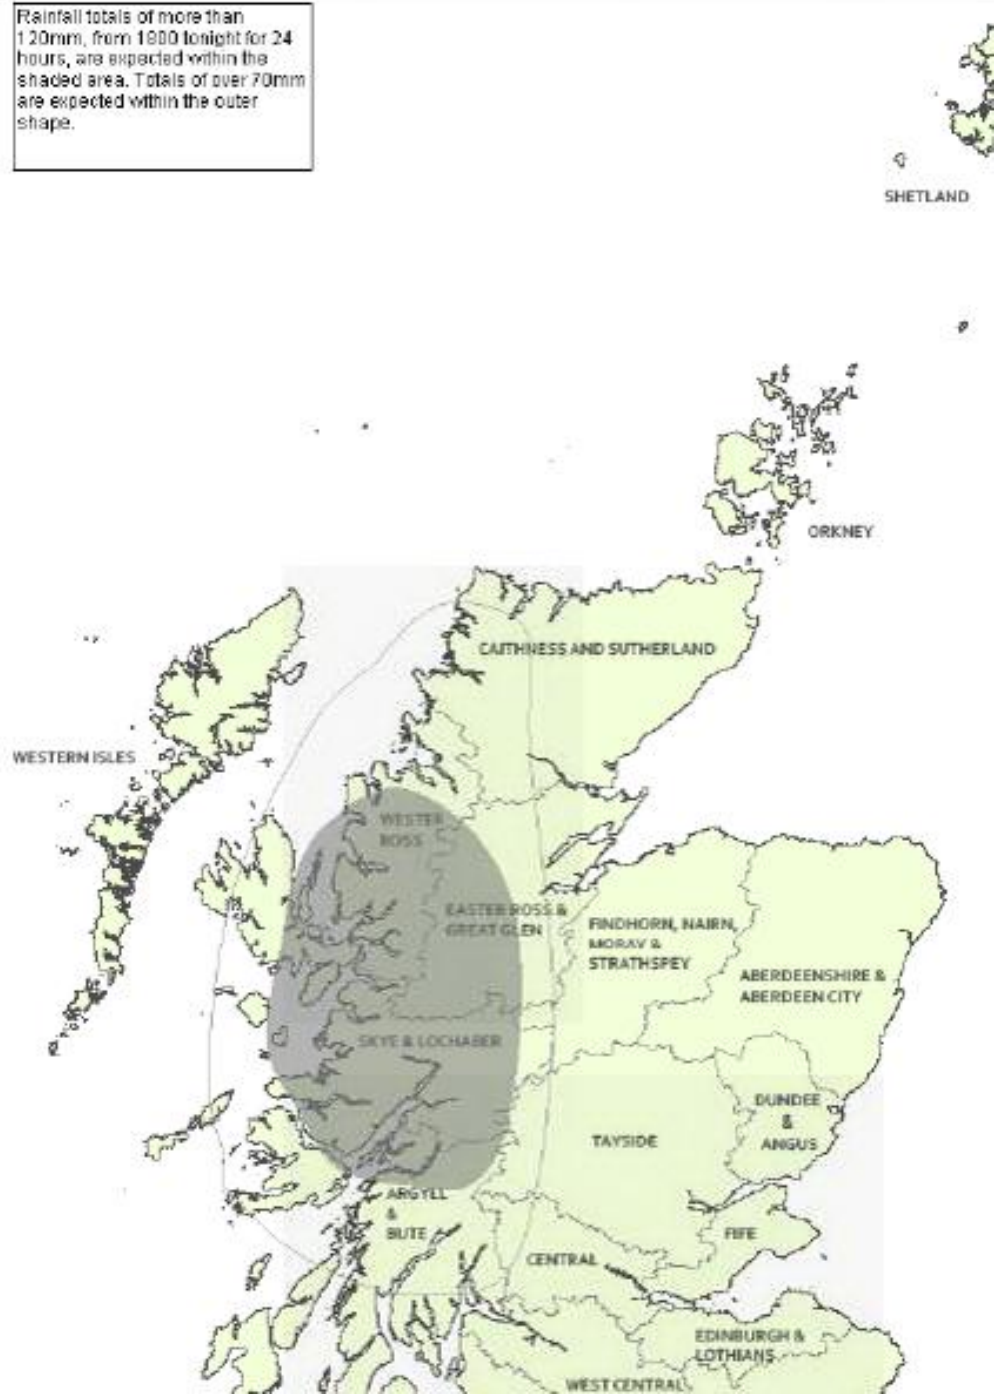 Rainfall totals of more than
120mm, from 1800 tonight for 24
hours, are expected within the
shaded area. Totals of over 70mm
are expected within the outer
shape.
SHETLAND
ORKNEY
CAITHNESS AND SUTHERLAND
WESTERN ISLES
WESTER
ROSS
EASTER ROSS &
GREAT GLEN
FINDHORN, NAIRN,
MORAY &
STRATHSPEY
ABERDEENSHIRE &
ABERDEEN CITY
SKYE & LOCHABER
DUNDEE
&
ANGUS
TAYSIDE
ARGYLL
&
BUTE
FIFE
CENTRAL
EDINBURGH &
LOTHIANS
WEST CENTRAL